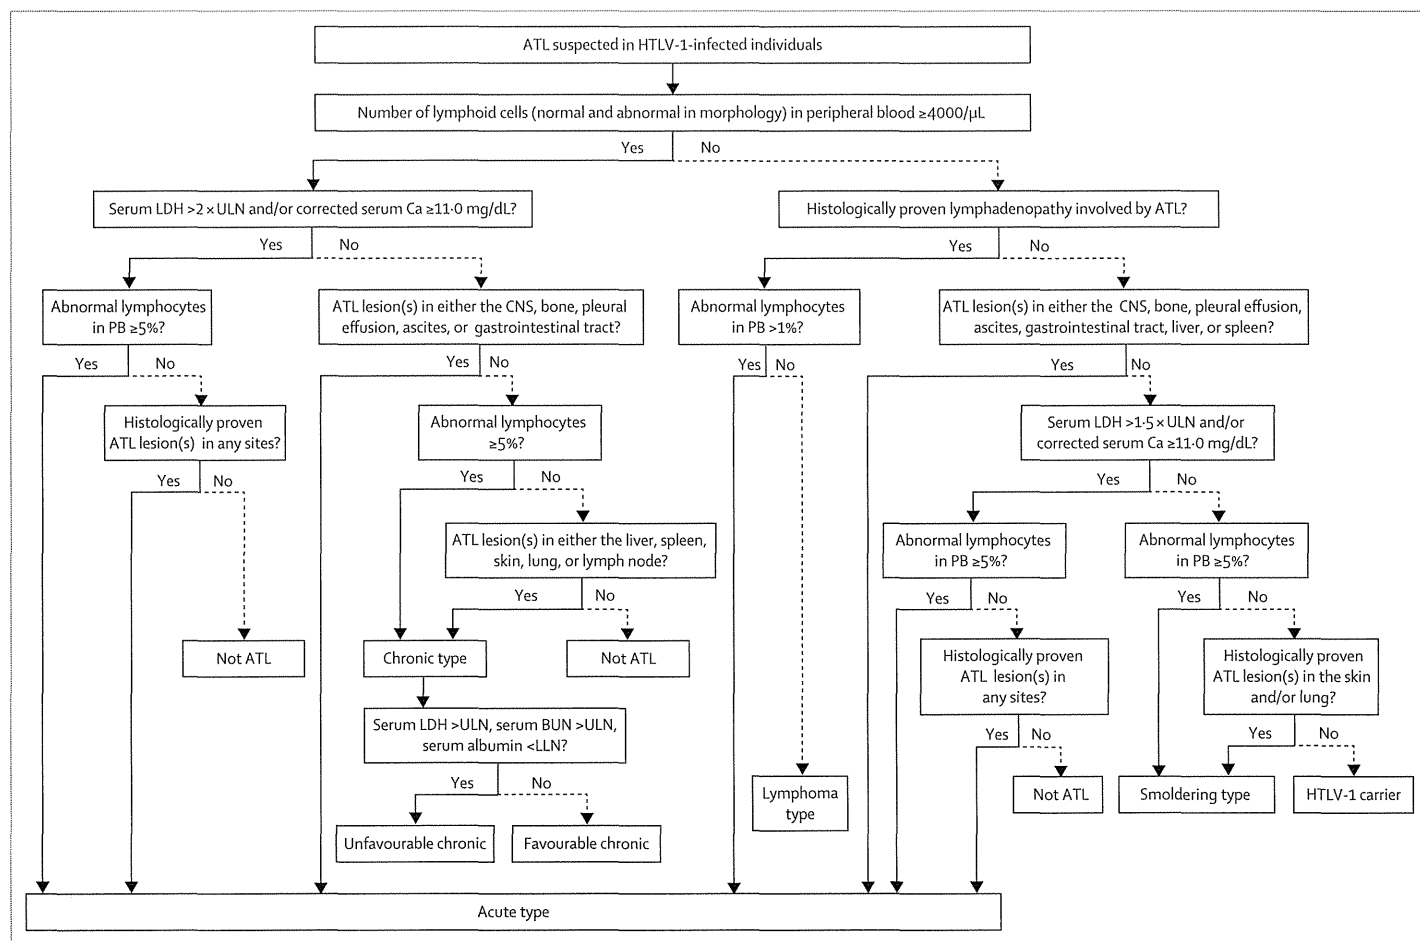 ATL suspected in HTLV-1-infected individuals
Number of lymphoid cells (normal and abnormal in morphology) in peripheral blood ≥4000/μL
Yes
No
Serum LDH >2 × ULN and/or corrected serum Ca ≥11·0 mg/dL?
Histologically proven lymphadenopathy involved by ATL?
Yes
No
Yes
No
Abnormal lymphocytes
in PB ≥5%?
ATL lesion(s) in either the CNS, bone, pleural
effusion, ascites, or gastrointestinal tract?
Abnormal lymphocytes
in PB >1%?
ATL lesion(s) in either the CNS, bone, pleural effusion,
ascites, gastrointestinal tract, liver, or spleen?
Yes
No
Yes
No
Yes
No
Yes
No
Histologically proven
ATL lesion(s) in any sites?
Abnormal lymphocytes
≥5%?
Serum LDH >1·5 × ULN and/or
corrected serum Ca ≥11·0 mg/dL?
Yes
No
Yes
No
Yes
No
ATL lesion(s) in either the liver, spleen,
skin, lung, or lymph node?
Abnormal lymphocytes
in PB ≥5%?
Abnormal lymphocytes
in PB ≥5%?
Yes
No
Yes
No
Yes
No
Not ATL
Chronic type
Not ATL
Histologically proven
ATL lesion(s) in
any sites?
Histologically proven
ATL lesion(s) in the skin
and/or lung?
Serum LDH >ULN, serum BUN >ULN,
serum albumin <LLN?
Yes
No
Yes
No
Yes
No
Lymphoma
type
Not ATL
Smoldering type
HTLV-1 carrier
Unfavourable chronic
Favourable chronic
Acute type